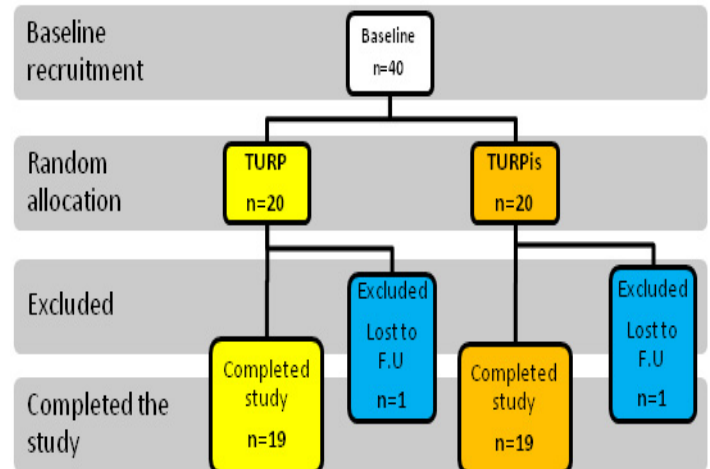 Baseline
recruitment
Baseline
n=40
Random
allocation
TURP
n=20
TURPis
n=20
Excluded
Excluded
Lost to
F.U
n=1
Excluded
Lost to
F.U
n=1
Completed the
study
Completed
study
n=19
Completed
study
n=19